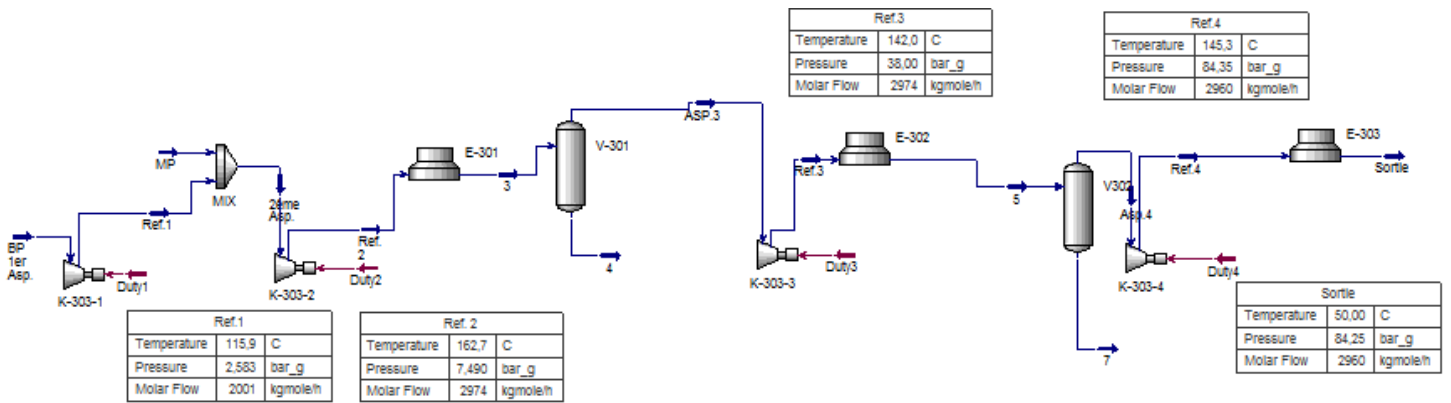 Ref.3
Temperature 142,0 C
Pressure 38,00 bar_g
Molar Flow 2974 kgmole/h
Ref.4
Temperature 145,3 C
Pressure 84,35 bar_g
Molar Flow 2960 kgmole/h
MP
MIX
Ref.1
BP
1er
Asp.
K-303-1
Duty1
2ème
Asp.
K-303-2
Duty2
Ref.
2
E-301
3
V-301
4
ASP.3
K-303-3
Duty3
Ref.3
E-302
5
V302
Asp.4
7
K-303-4
Duty4
Ref.4
E-303
Sortie
Ref.1
Temperature 115,9 C
Pressure 2,583 bar_g
Molar Flow 2001 kgmole/h
Ref. 2
Temperature 162,7 C
Pressure 7,490 bar_g
Molar Flow 2974 kgmole/h
Sortie
Temperature 50,00 C
Pressure 84,25 bar_g
Molar Flow 2960 kgmole/h